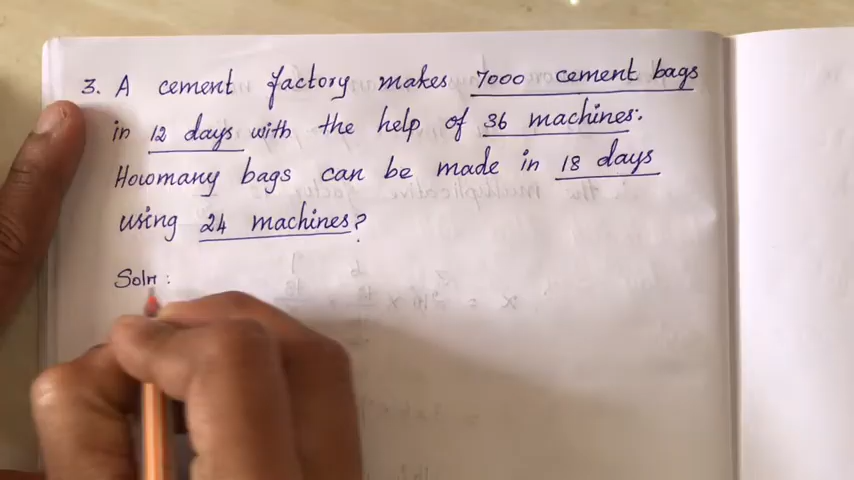 3. A cement factory makes 7000 cement bags
in 12 days with the help of 36 machines.
Howmany bags can be made in 18 days
using 24 machines?
Soln :